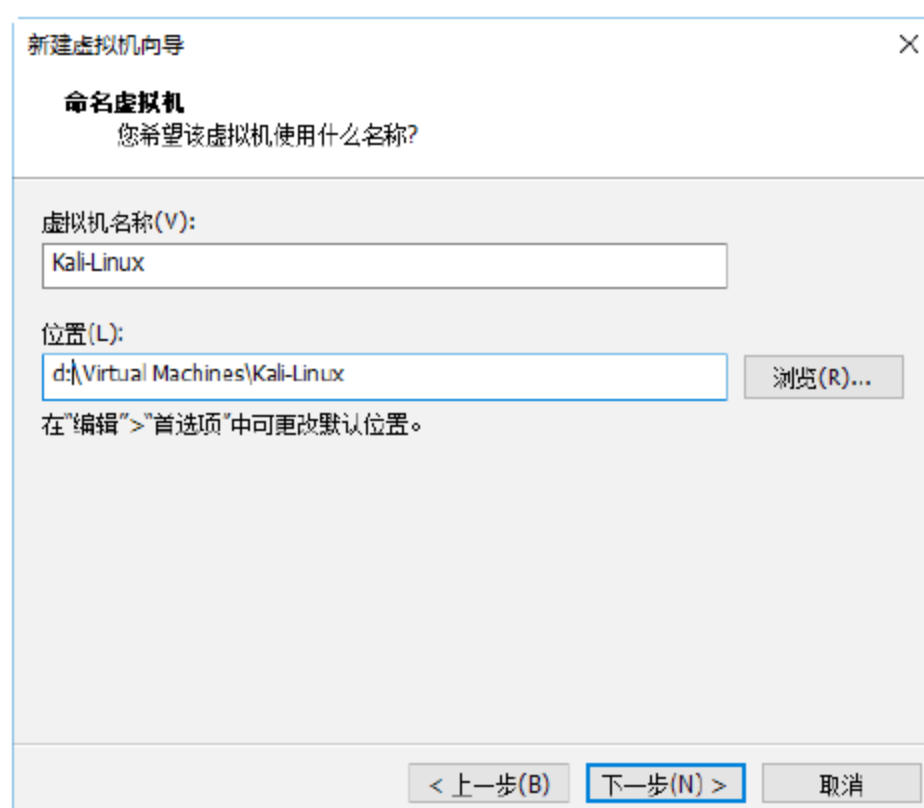 新建虚拟机向导
命名虚拟机
您希望该虚拟机使用什么名称?
虚拟机名称(V):
Kali-Linux
位置(L):
d:\Virtual Machines\Kali-Linux
浏览(R)...
在"编辑">"首选项"中可更改默认位置。
< 上一步(B) 下一步(N) > 取消